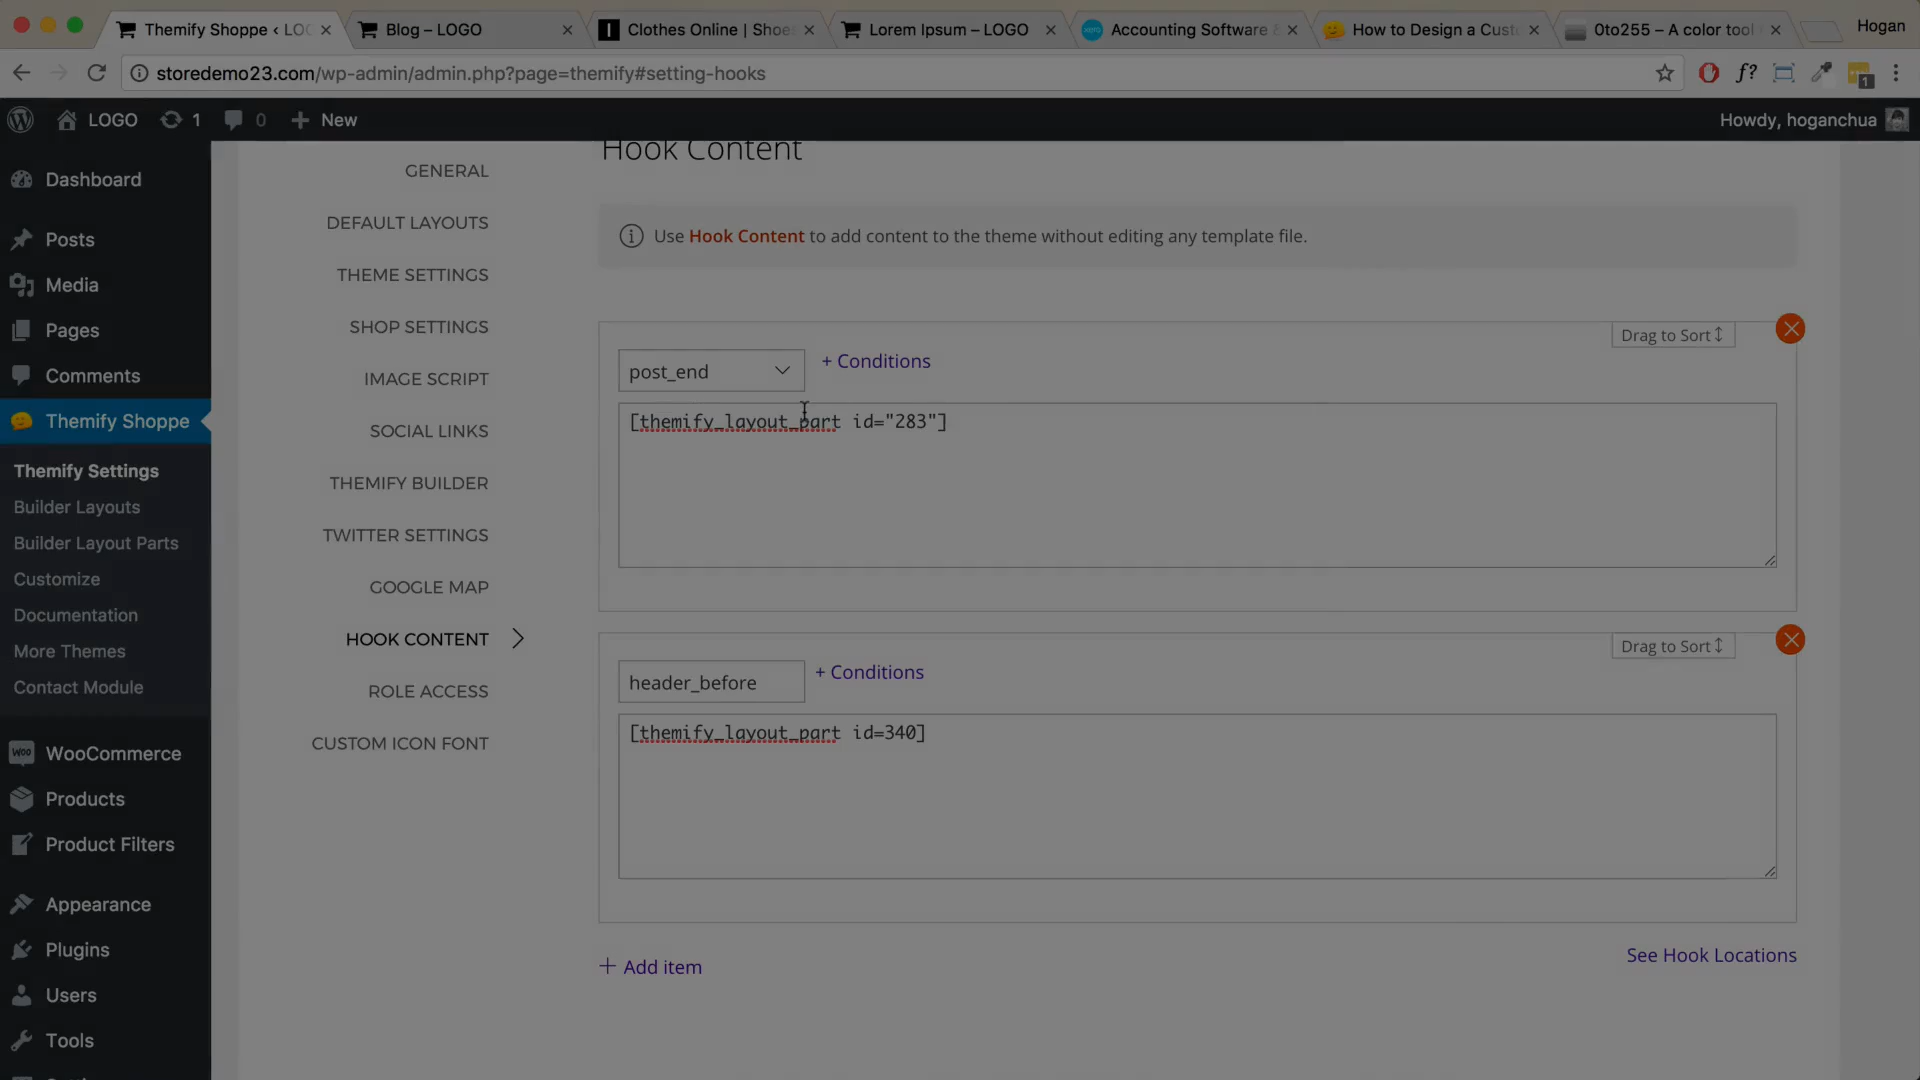 Themify Shoppe ‹ LOG
Blog – LOGO
Clothes Online | Shoes
Lorem Ipsum – LOGO
Accounting Software &
How to Design a Custo
0to255 – A color tool
Hogan
storedemo23.com/wp-admin/admin.php?page=themify#setting-hooks
f?
1
LOGO
1
0
New
Howdy, hoganchua
Dashboard
Posts
Media
Pages
Comments
Themify Shoppe
Themify Settings
Builder Layouts
Builder Layout Parts
Customize
Documentation
More Themes
Contact Module
WooCommerce
Products
Product Filters
Appearance
Plugins
Users
Tools
GENERAL
DEFAULT LAYOUTS
THEME SETTINGS
SHOP SETTINGS
IMAGE SCRIPT
SOCIAL LINKS
THEMIFY BUILDER
TWITTER SETTINGS
GOOGLE MAP
HOOK CONTENT
ROLE ACCESS
CUSTOM ICON FONT
Hook Content
Use Hook Content to add content to the theme without editing any template file.
Drag to Sort
post_end
+ Conditions
[themify_layout_part id="283"]
Drag to Sort
header_before
+ Conditions
[themify_layout_part id=340]
+ Add item
See Hook Locations